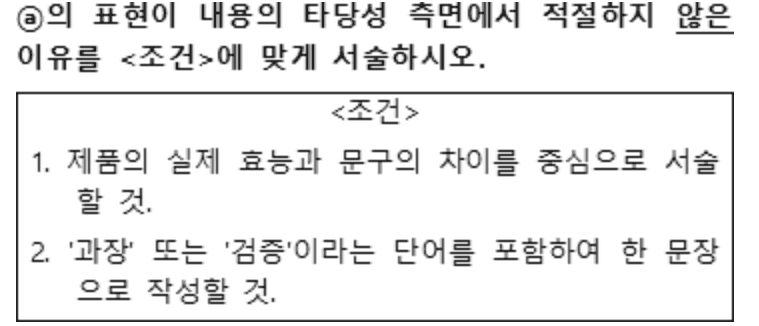 ⓐ의 표현이 내용의 타당성 측면에서 적절하지 않은
이유를 <조건>에 맞게 서술하시오.
<조건>
1. 제품의 실제 효능과 문구의 차이를 중심으로 서술
할 것.
2. '과장' 또는 '검증'이라는 단어를 포함하여 한 문장
으로 작성할 것.